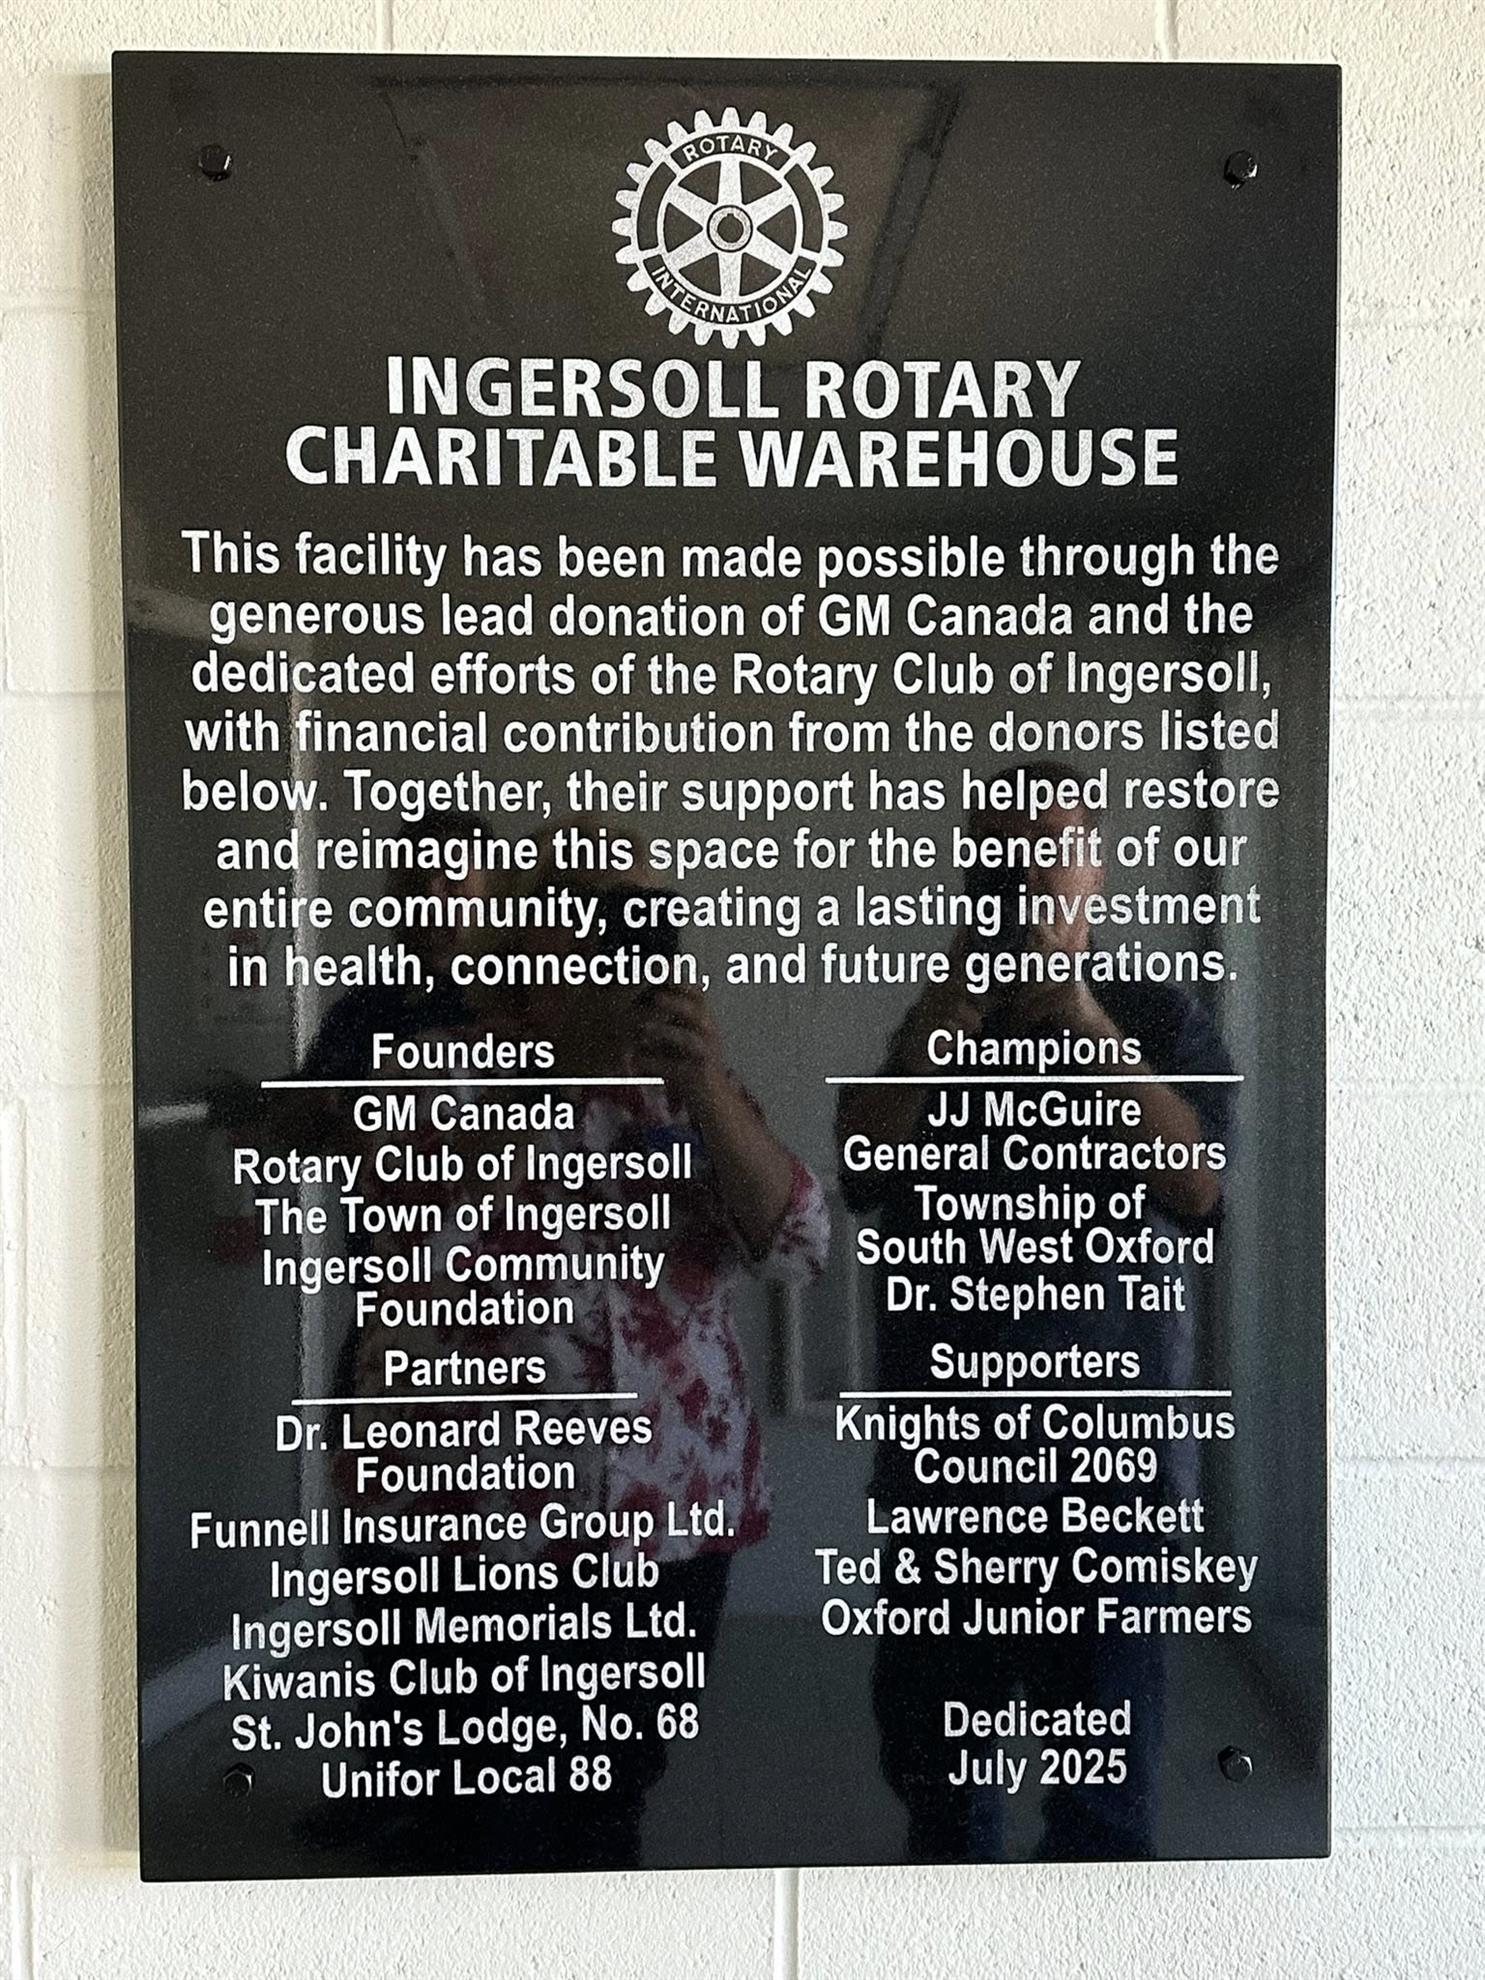 ROTARY
INTERNATIONAL
INGERSOLL ROTARY
CHARITABLE WAREHOUSE
This facility has been made possible through the
generous lead donation of GM Canada and the
dedicated efforts of the Rotary Club of Ingersoll,
with financial contribution from the donors listed
below. Together, their support has helped restore
and reimagine this space for the benefit of our
entire community, creating a lasting investment
in health, connection, and future generations.
Founders
GM Canada
Rotary Club of Ingersoll
The Town of Ingersoll
Ingersoll Community
Foundation
Partners
Dr. Leonard Reeves
Foundation
Funnell Insurance Group Ltd.
Ingersoll Lions Club
Ingersoll Memorials Ltd.
Kiwanis Club of Ingersoll
St. John's Lodge, No. 68
Unifor Local 88
Champions
JJ McGuire
General Contractors
Township of
South West Oxford
Dr. Stephen Tait
Supporters
Knights of Columbus
Council 2069
Lawrence Beckett
Ted & Sherry Comiskey
Oxford Junior Farmers
Dedicated
July 2025